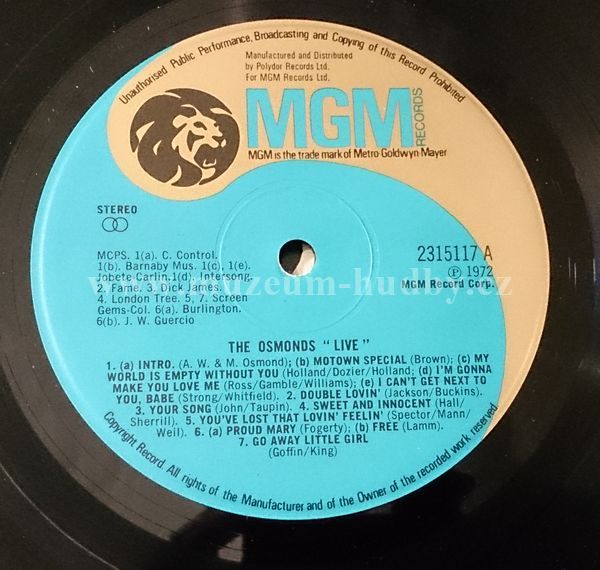 Unauthorised Public Performance, Broadcasting and Copying of this Record Prohibited
Manufactured and Distributed
by Polydor Records Ltd.
For MGM Records Ltd.
MGM
RECORDS
MGM is the trade mark of Metro Goldwyn Mayer
STEREO
MCPS. 1(a). C. Control.
1(b). Barnaby Mus. 1(c), 1(e).
Jobete Carlin.1(d). Intersong.
2. Fame. 3. Dick James.
4. London Tree. 5, 7. Screen
Gems-Col. 6(a). Burlington.
6(b). J. W. Guercio
2315117 A
Ⓟ 1972
MGM Record Corp.
www.muzeum-hudby.cz
THE OSMONDS "LIVE"
1. (a) INTRO. (A. W. & M. Osmond); (b) MOTOWN SPECIAL (Brown); (c) MY
WORLD IS EMPTY WITHOUT YOU (Holland/Dozier/Holland; (d) I'M GONNA
MAKE YOU LOVE ME (Ross/Gamble/Williams); (e) I CAN'T GET NEXT TO
YOU, BABE (Strong/Whitfield). 2. DOUBLE LOVIN' (Jackson/Buckins).
3. YOUR SONG (John/Taupin). 4. SWEET AND INNOCENT (Hall/
Sherrill). 5. YOU'VE LOST THAT LOVIN' FEELIN' (Spector/Mann/
Weil). 6. (a) PROUD MARY (Fogerty); (b) FREE (Lamm).
7. GO AWAY LITTLE GIRL
(Goffin/King)
Copyright Record. All rights of the Manufacturer and of the Owner of the recorded work reserved